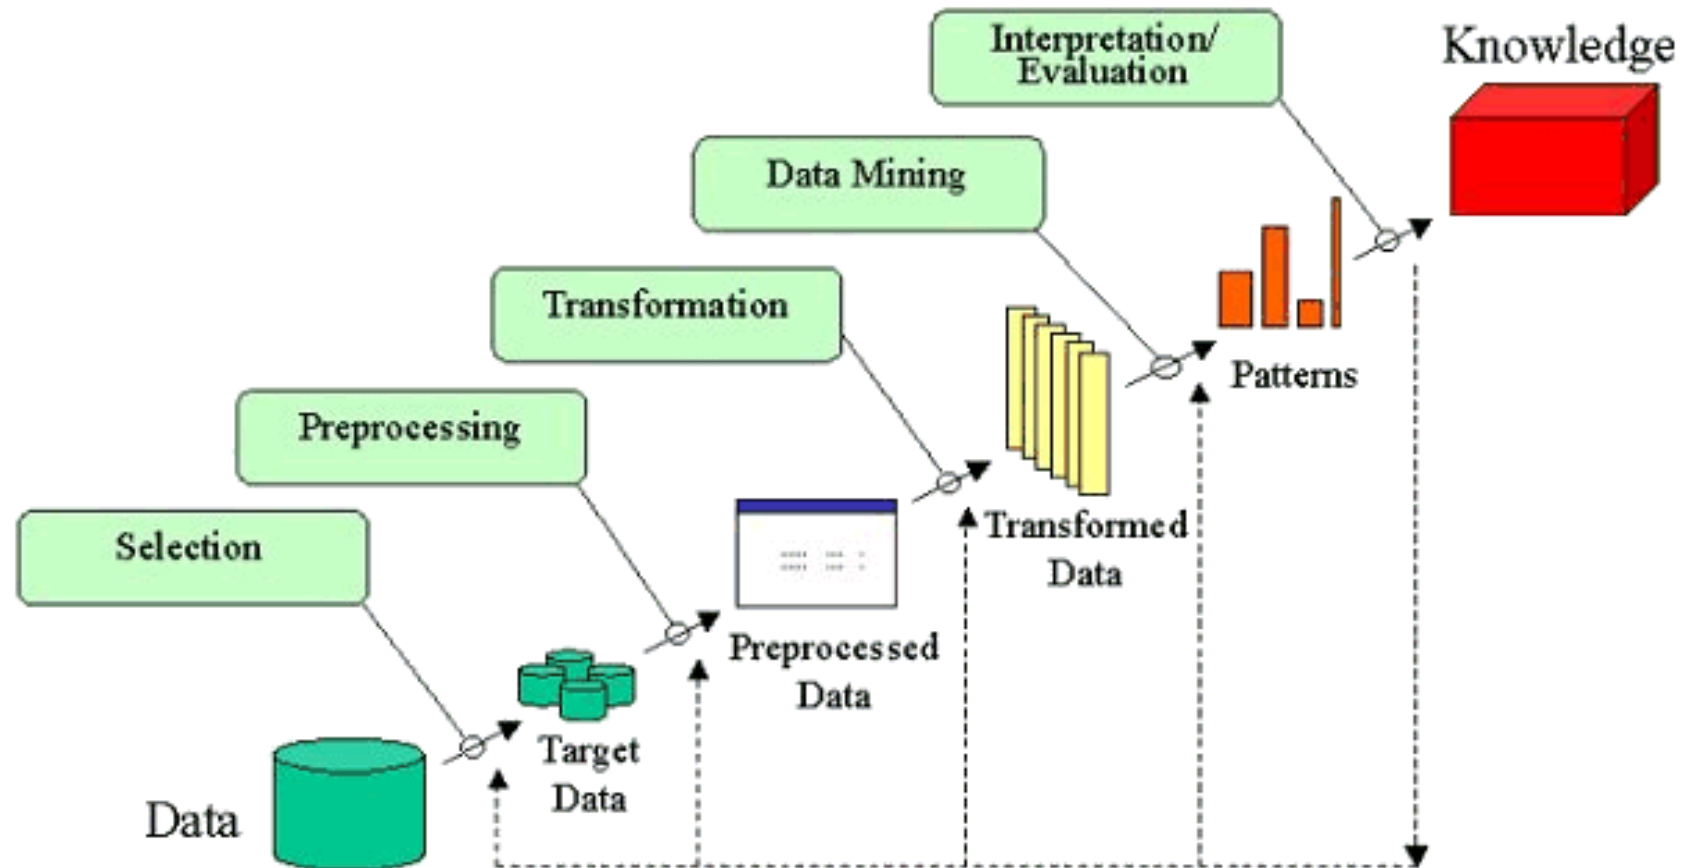 Interpretation/
Evaluation
Knowledge
Data Mining
Transformation
Patterns
Preprocessing
Selection
Transformed
Data
Preprocessed
Data
Target
Data
Data